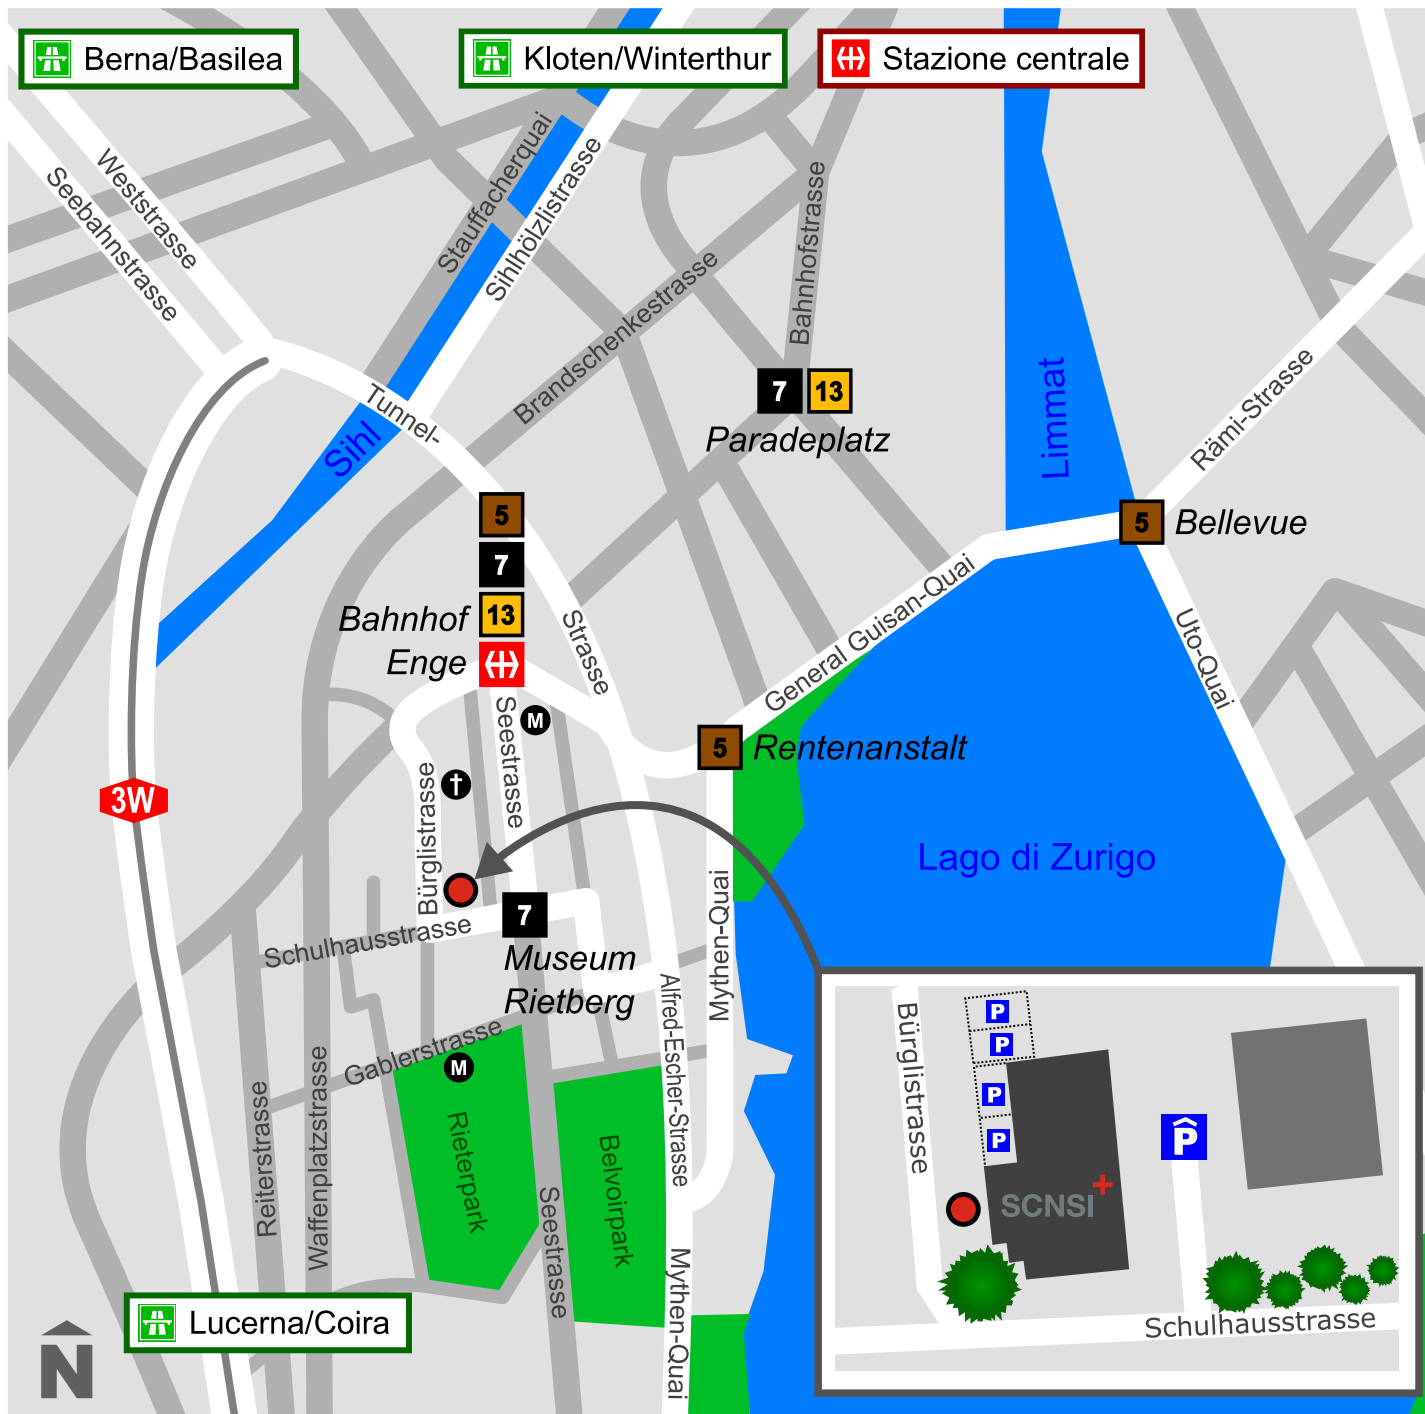 Berna/Basilea
Kloten/Winterthur
Stazione centrale
Weststrasse
Seebahnstrasse
Stauffacherquai
Sihlhölzlistrasse
Bahnhofstrasse
Brandschenkestrasse
Tunnel-
Strasse
Sihl
7
13
Paradeplatz
Limmat
Rämi-Strasse
5
Bellevue
5
7
13
Bahnhof
Enge
General Guisan-Quai
Uto-Quai
5
Rentenanstalt
Seestrasse
M
Bürglistrasse
3W
Lago di Zurigo
7
Museum
Rietberg
Schulhausstrasse
Mythen-Quai
Alfred-Escher-Strasse
Gablerstrasse
M
Rieterpark
Belvoirpark
Reiterstrasse
Waffenplatzstrasse
Seestrasse
Mythen-Quai
Lucerna/Coira
N
Bürglistrasse
P
P
P
P
P
SCNSI
Schulhausstrasse